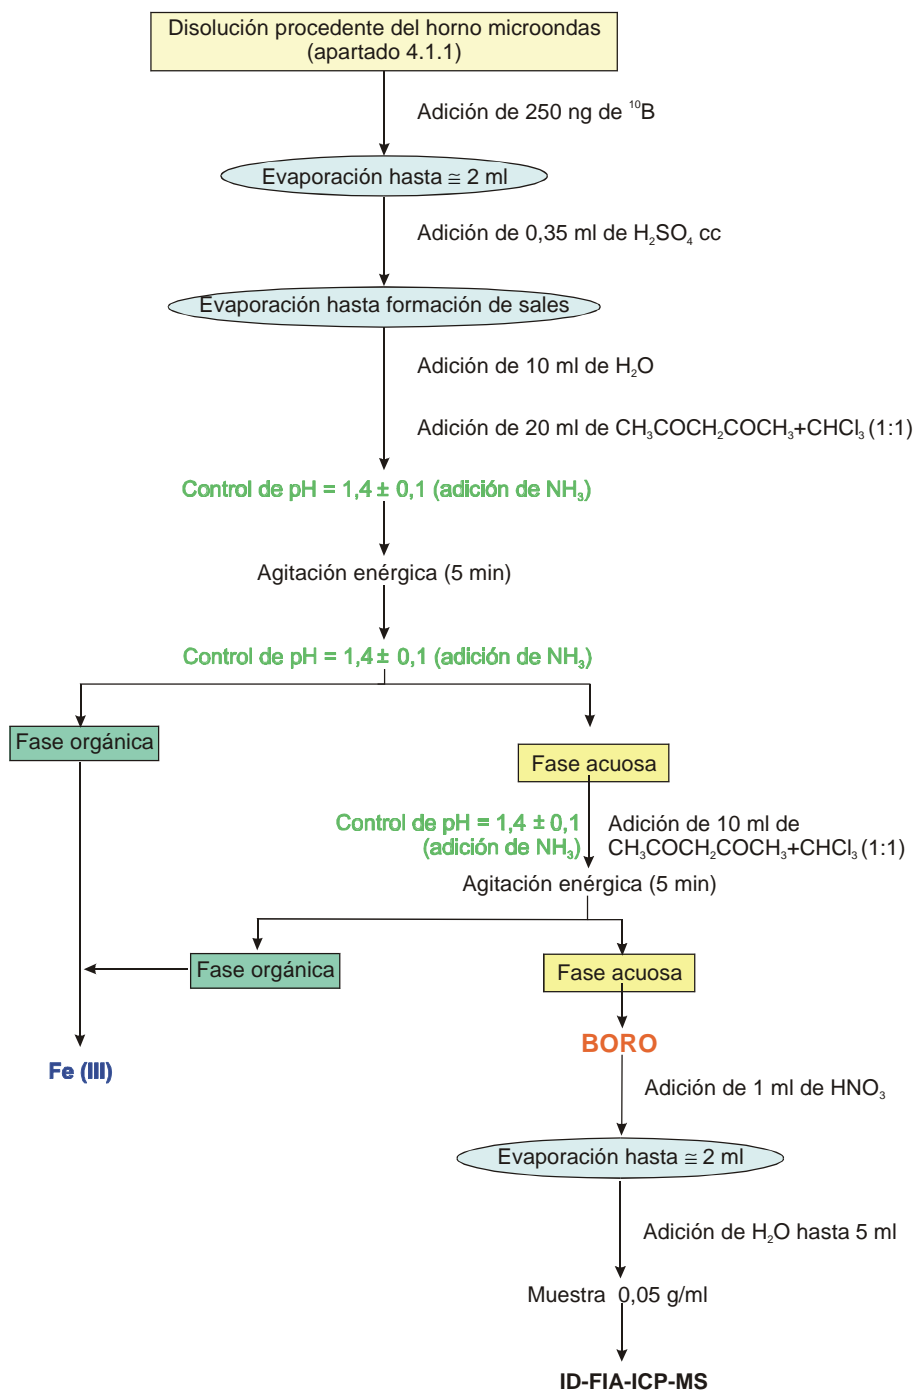 Disolución procedente del horno microondas
(apartado 4.1.1)
Adición de 250 ng de ¹⁰B
Evaporación hasta ≅ 2 ml
Adición de 0,35 ml de H₂SO₄ cc
Evaporación hasta formación de sales
Adición de 10 ml de H₂O
Adición de 20 ml de CH₃COCH₂COCH₃+CHCl₃ (1:1)
Control de pH = 1,4 ± 0,1 (adición de NH₃)
Agitación enérgica (5 min)
Control de pH = 1,4 ± 0,1 (adición de NH₃)
Fase orgánica
Fase acuosa
Control de pH = 1,4 ± 0,1
(adición de NH₃)
Adición de 10 ml de
CH₃COCH₂COCH₃+CHCl₃ (1:1)
Agitación enérgica (5 min)
Fase orgánica
Fase acuosa
BORO
Fe (III)
Adición de 1 ml de HNO₃
Evaporación hasta ≅ 2 ml
Adición de H₂O hasta 5 ml
Muestra 0,05 g/ml
ID-FIA-ICP-MS